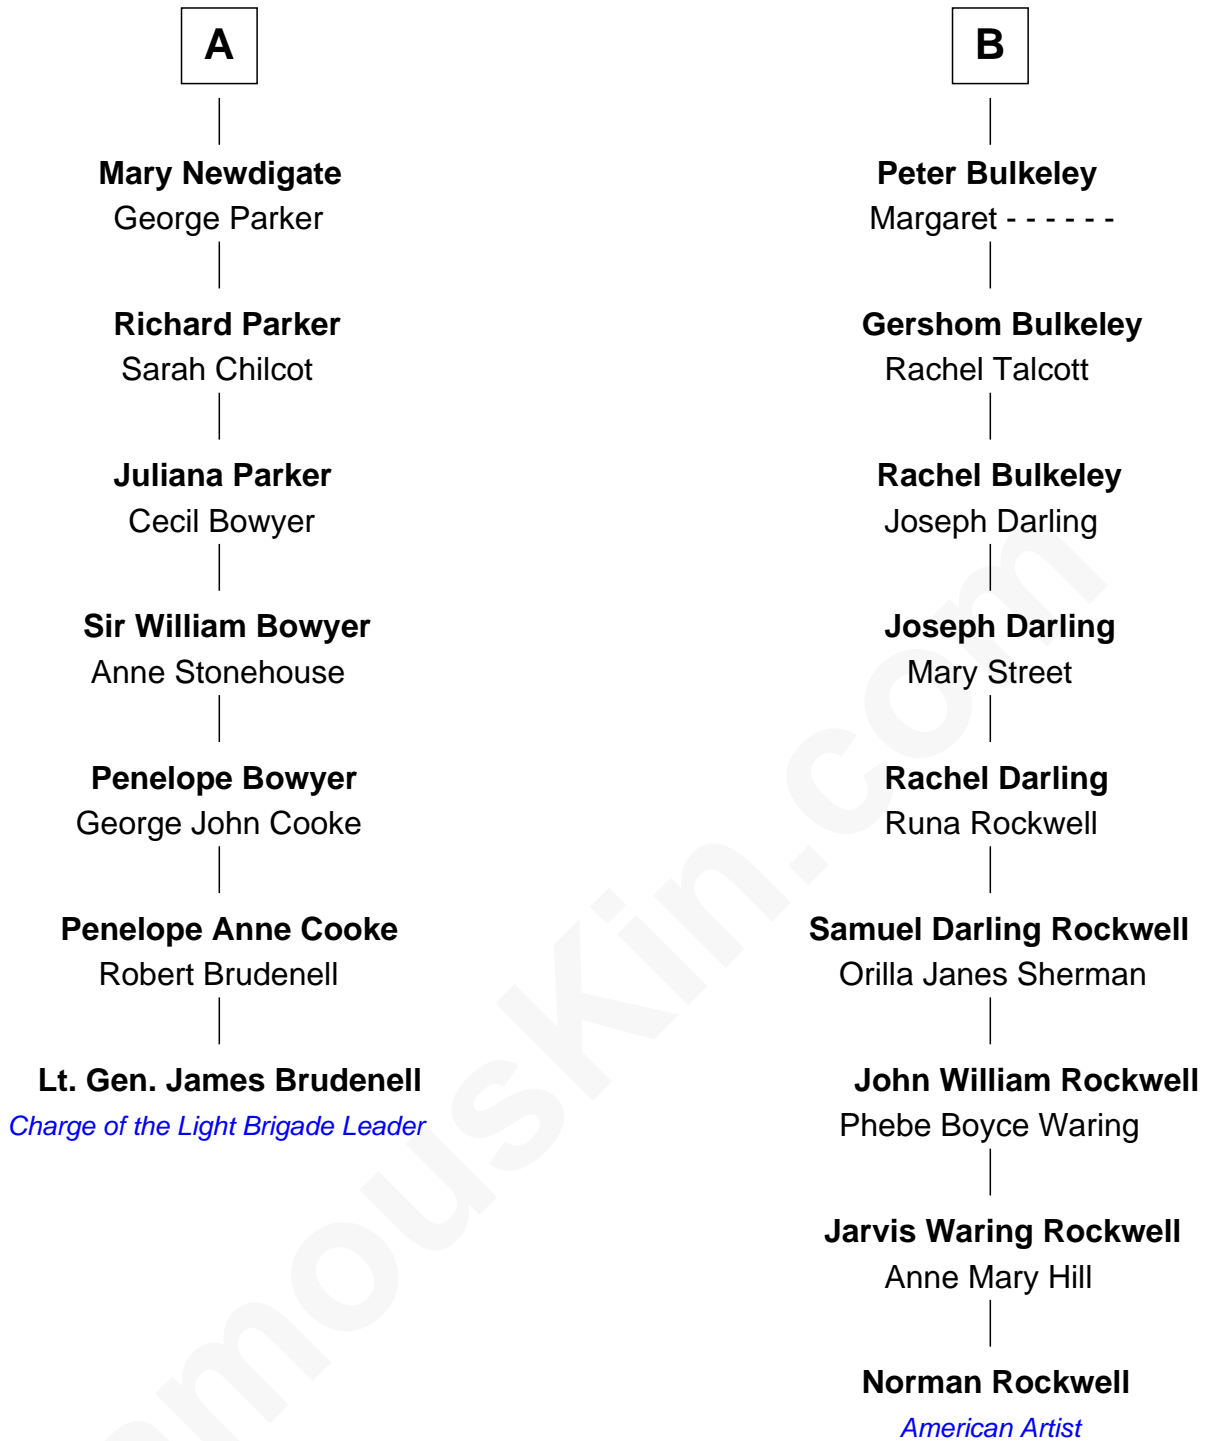 A
Mary Newdigate
George Parker
Richard Parker
Sarah Chilcot
Juliana Parker
Cecil Bowyer
Sir William Bowyer
Anne Stonehouse
Penelope Bowyer
George John Cooke
Penelope Anne Cooke
Robert Brudenell
Lt. Gen. James Brudenell
Charge of the Light Brigade Leader
B
Peter Bulkeley
Margaret - - - - - -
Gershom Bulkeley
Rachel Talcott
Rachel Bulkeley
Joseph Darling
Joseph Darling
Mary Street
Rachel Darling
Runa Rockwell
Samuel Darling Rockwell
Orilla Janes Sherman
John William Rockwell
Phebe Boyce Waring
Jarvis Waring Rockwell
Anne Mary Hill
Norman Rockwell
American Artist
amousKin.com